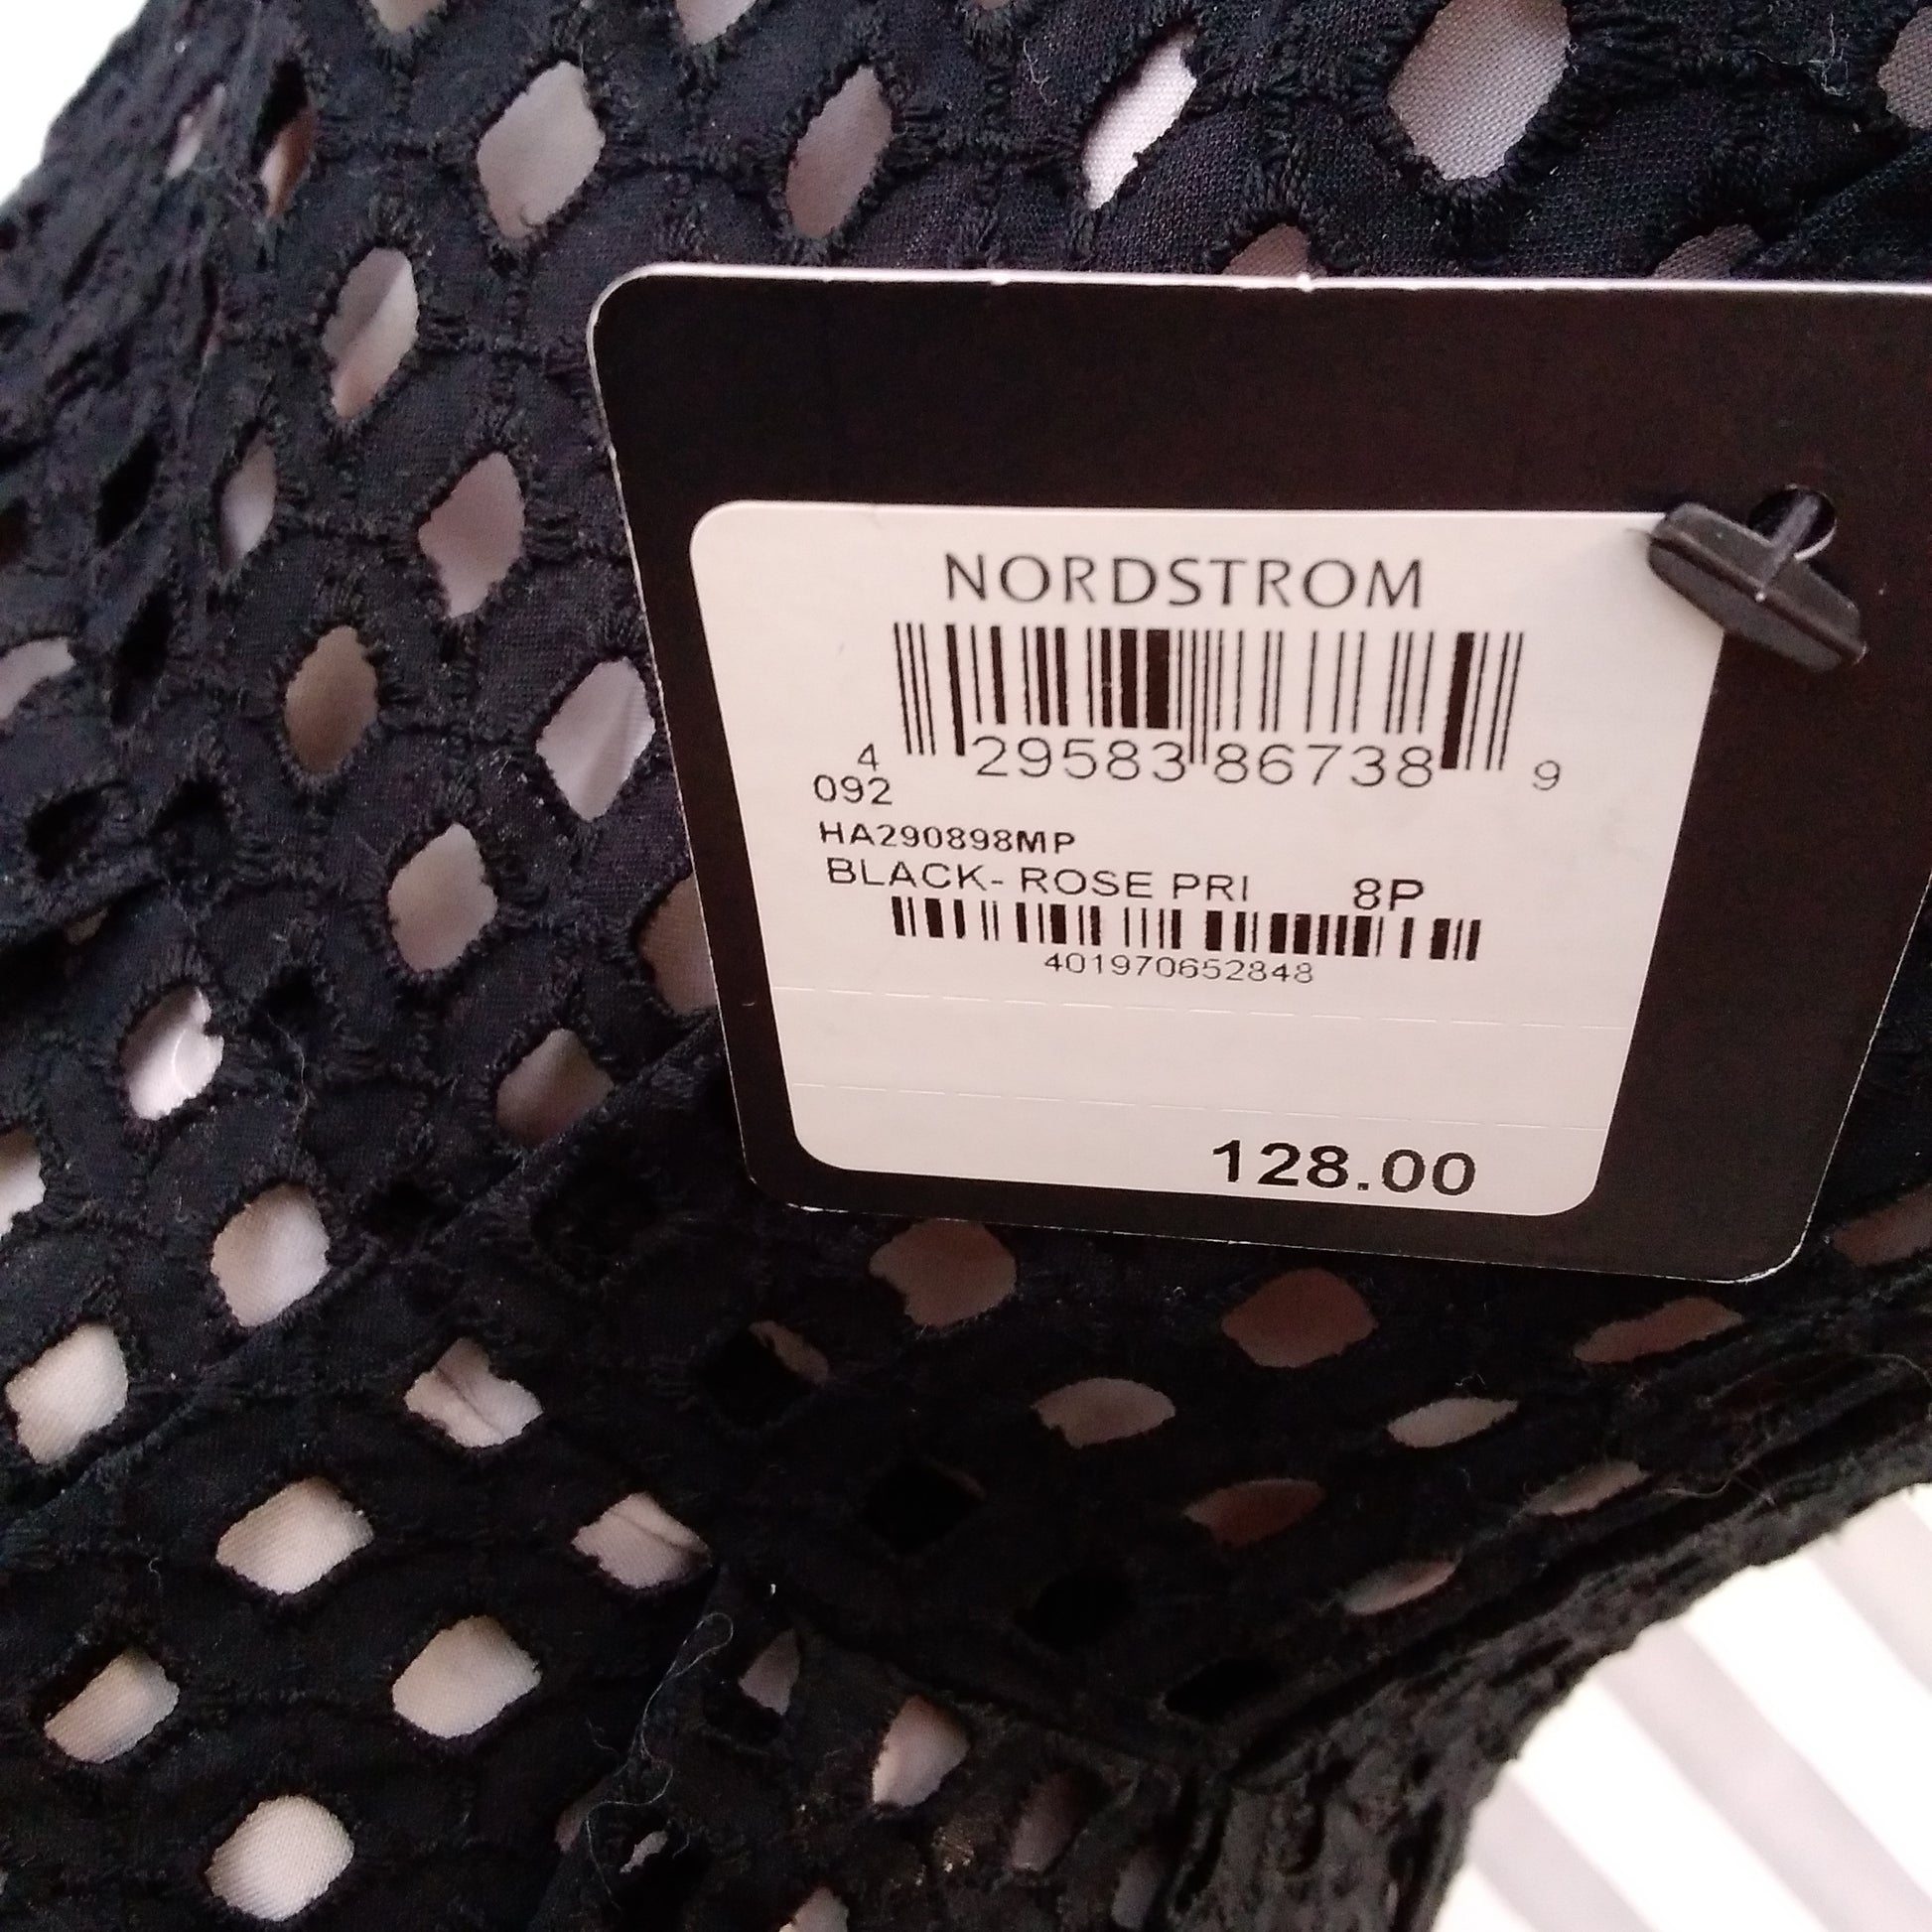 NORDSTROM
4 29583 86738 9
092
HA290898MP
BLACK- ROSE PRI 8P
401970652848
128.00